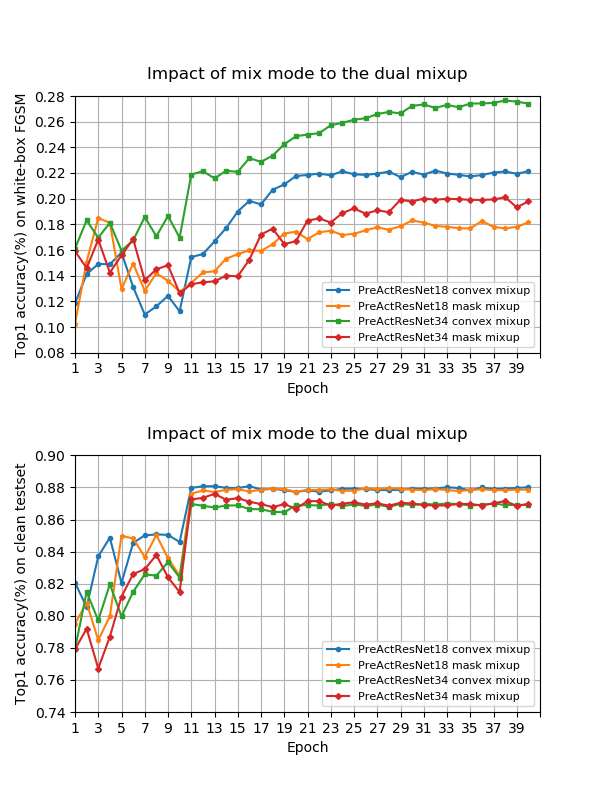 Impact of mix mode to the dual mixup
Top1 accuracy(%) on white-box FGSM
0.28
0.26
0.24
0.22
0.20
0.18
0.16
0.14
0.12
0.10
0.08
PreActResNet18 convex mixup
PreActResNet18 mask mixup
PreActResNet34 convex mixup
PreActResNet34 mask mixup
1 3 5 7 9 11 13 15 17 19 21 23 25 27 29 31 33 35 37 39
Epoch
Impact of mix mode to the dual mixup
Top1 accuracy(%) on clean testset
0.90
0.88
0.86
0.84
0.82
0.80
0.78
0.76
0.74
PreActResNet18 convex mixup
PreActResNet18 mask mixup
PreActResNet34 convex mixup
PreActResNet34 mask mixup
1 3 5 7 9 11 13 15 17 19 21 23 25 27 29 31 33 35 37 39
Epoch